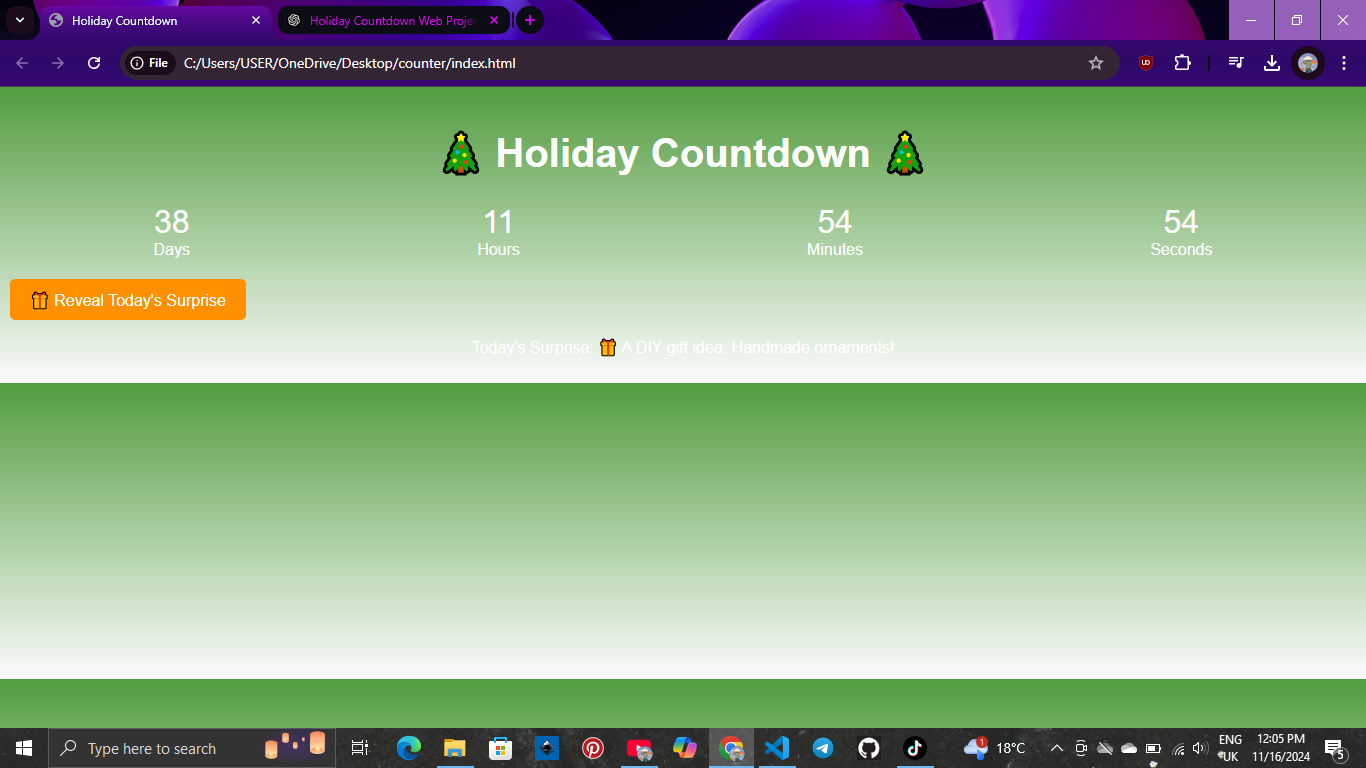 Holiday Countdown
Holiday Countdown Web Proje
File
C:/Users/USER/OneDrive/Desktop/counter/index.html
🎄 Holiday Countdown 🎄
38 11 54 54
Days Hours Minutes Seconds
🎁 Reveal Today's Surprise
Today's Surprise: 🎁 A DIY gift idea: Handmade ornaments!
Type here to search
1
18°C
ENG
UK
12:05 PM
11/16/2024
5